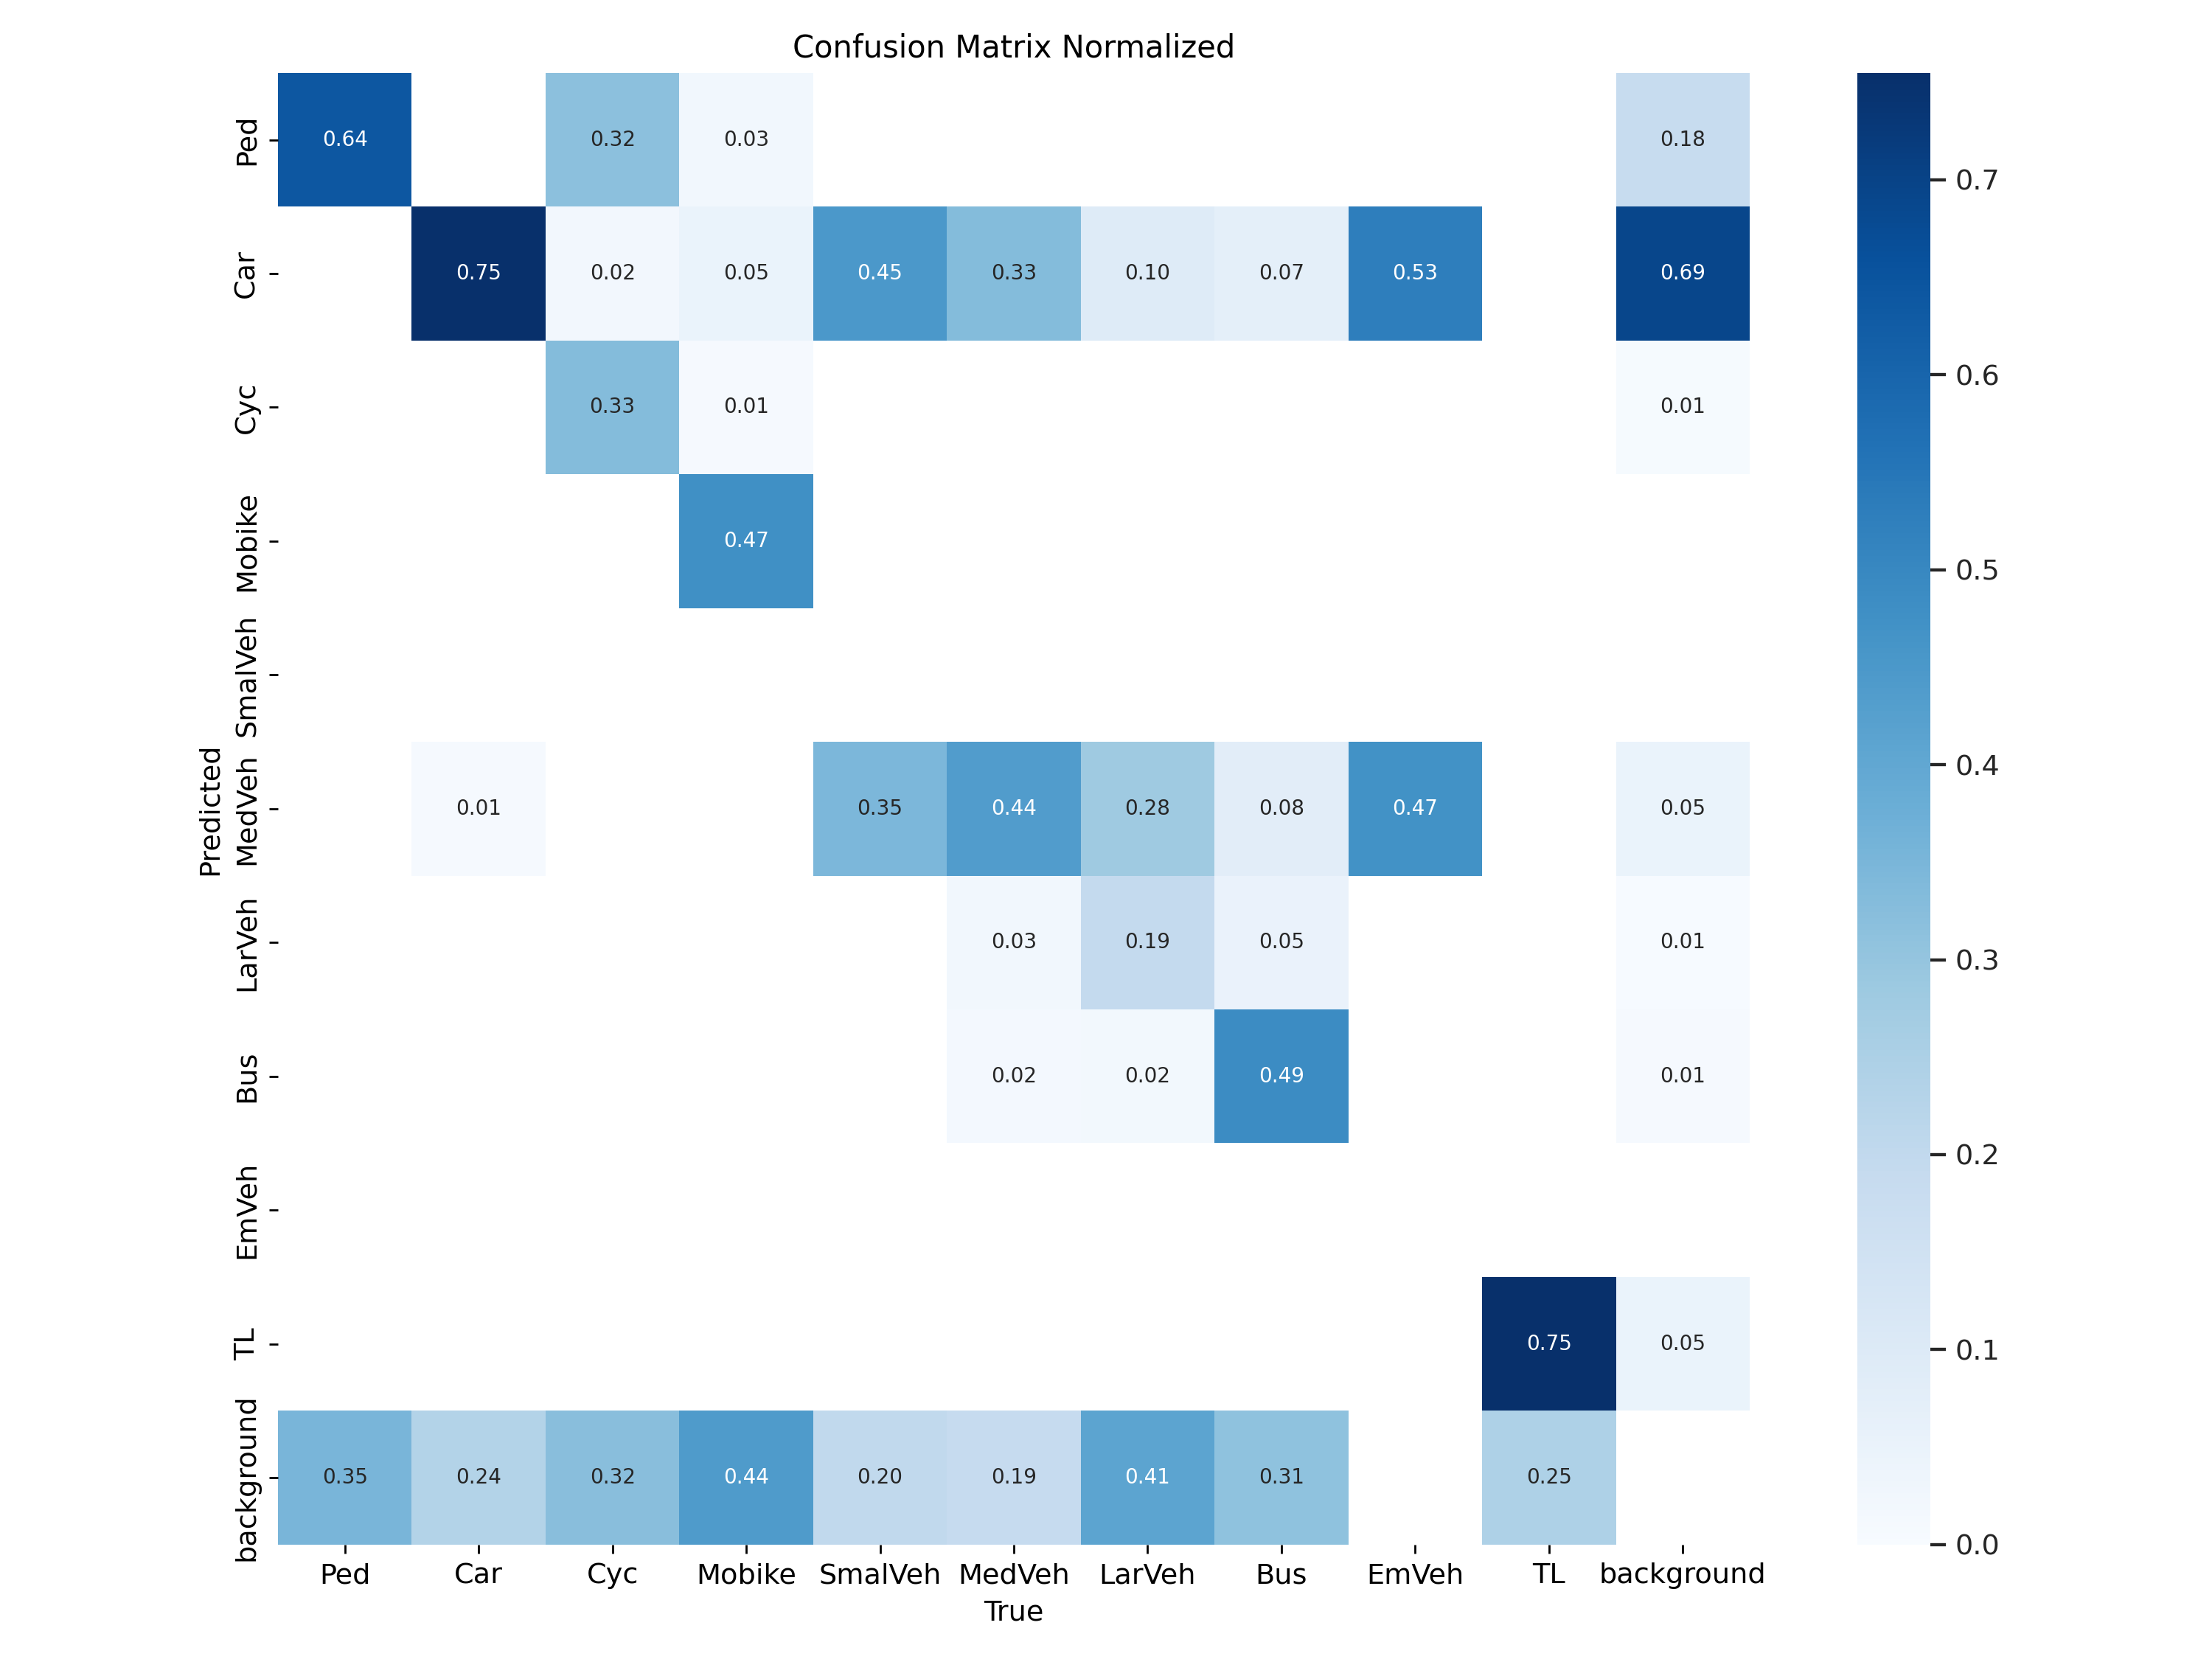 Confusion Matrix Normalized
Ped 0.64 0.32 0.03 0.18
Car 0.75 0.02 0.05 0.45 0.33 0.10 0.07 0.53 0.69
Cyc 0.33 0.01 0.01
Mobike 0.47
SmalVeh
MedVeh 0.01 0.35 0.44 0.28 0.08 0.47 0.05
LarVeh 0.03 0.19 0.05 0.01
Bus 0.02 0.02 0.49 0.01
EmVeh
TL 0.75 0.05
background 0.35 0.24 0.32 0.44 0.20 0.19 0.41 0.31 0.25
Predicted
Ped Car Cyc Mobike SmalVeh MedVeh LarVeh Bus EmVeh TL background
True
0.7
0.6
0.5
0.4
0.3
0.2
0.1
0.0